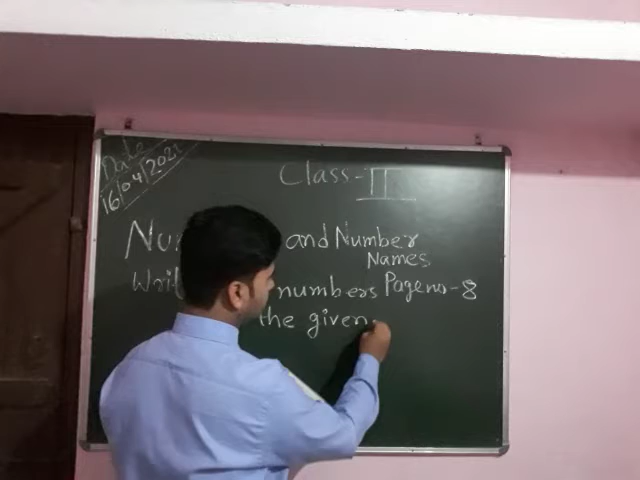 Date
16/04/2021
Class-II
and Number
Names
numbers Page no-8
the given